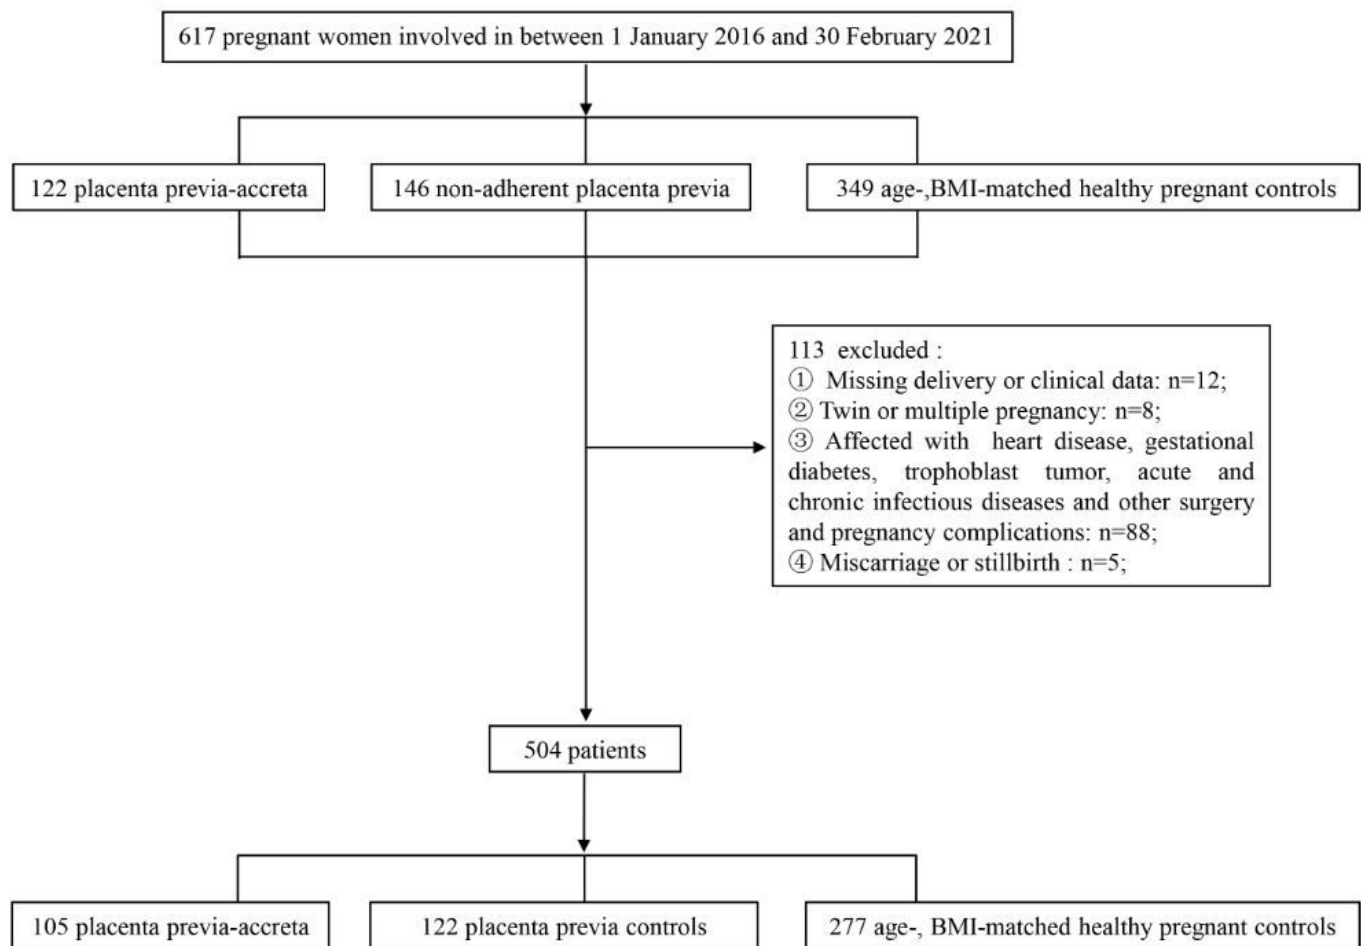 617 pregnant women involved in between 1 January 2016 and 30 February 2021
122 placenta previa-accreta
146 non-adherent placenta previa
349 age-,BMI-matched healthy pregnant controls
113 excluded :
① Missing delivery or clinical data: n=12;
② Twin or multiple pregnancy: n=8;
③ Affected with heart disease, gestational
diabetes, trophoblast tumor, acute and
chronic infectious diseases and other surgery
and pregnancy complications: n=88;
④ Miscarriage or stillbirth : n=5;
504 patients
105 placenta previa-accreta
122 placenta previa controls
277 age-, BMI-matched healthy pregnant controls